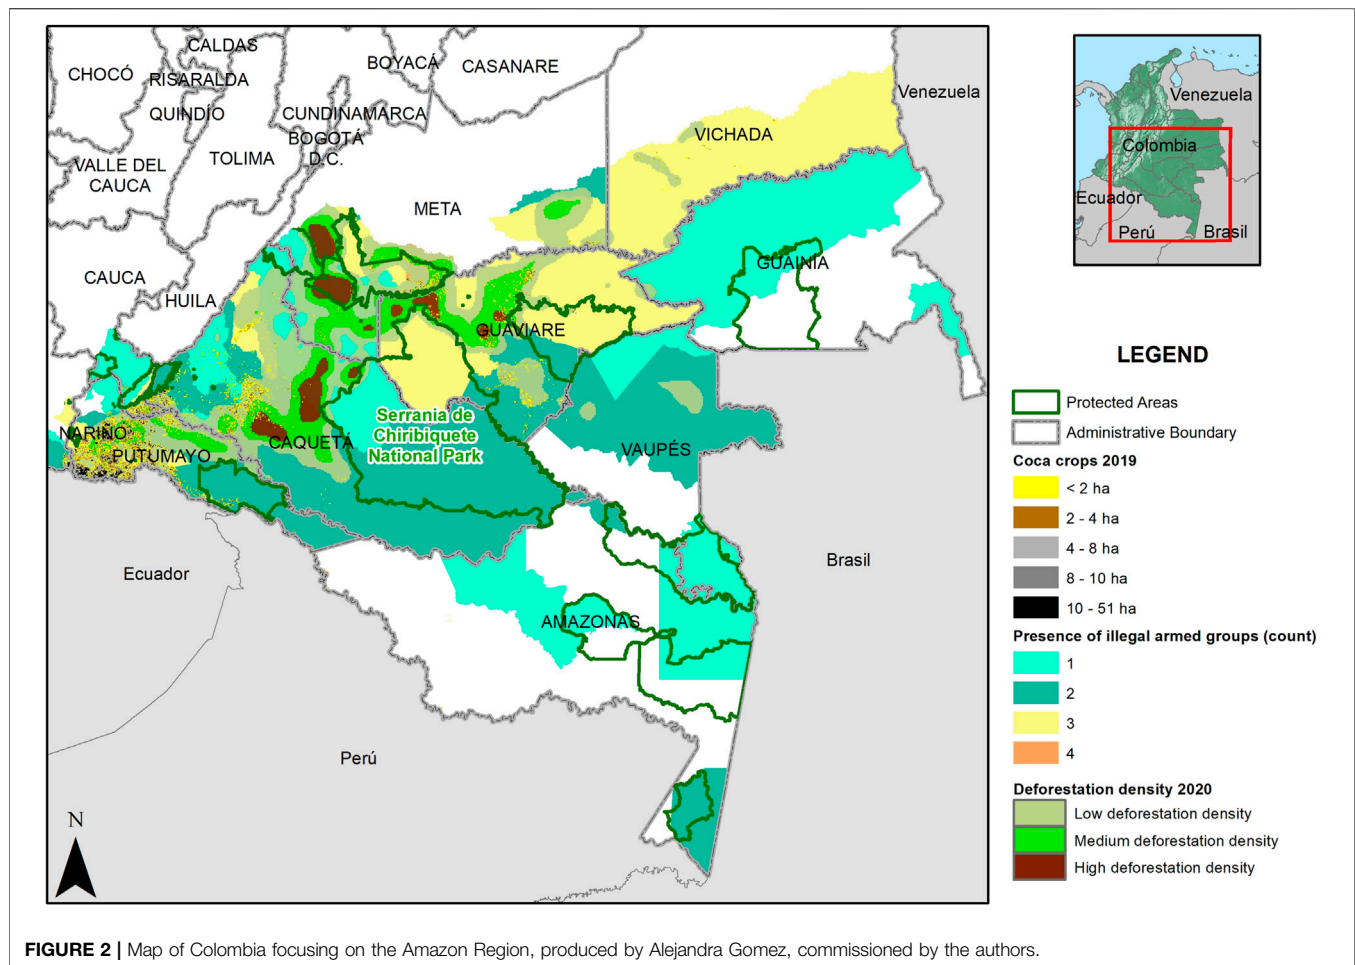 CALDAS
BOYACÁ
CASANARE
CHOCÓ
RISARALDA
Venezuela
QUINDÍO
CUNDINAMARCA
VICHADA
BOGOTÁ
D.C.
TOLIMA
VALLE DEL
CAUCA
META
CAUCA
GUAINÍA
HUILA
GUAVIARE
Serrania de
Chiribiquete
National Park
NARIÑO
CAQUETÁ
PUTUMAYO
VAUPÉS
Ecuador
Brasil
AMAZONAS
Perú
N
Venezuela
Colombia
Ecuador
Perú
Brasil
LEGEND
Protected Areas
Administrative Boundary
Coca crops 2019
< 2 ha
2 - 4 ha
4 - 8 ha
8 - 10 ha
10 - 51 ha
Presence of illegal armed groups (count)
1
2
3
4
Deforestation density 2020
Low deforestation density
Medium deforestation density
High deforestation density
FIGURE 2 | Map of Colombia focusing on the Amazon Region, produced by Alejandra Gomez, commissioned by the authors.